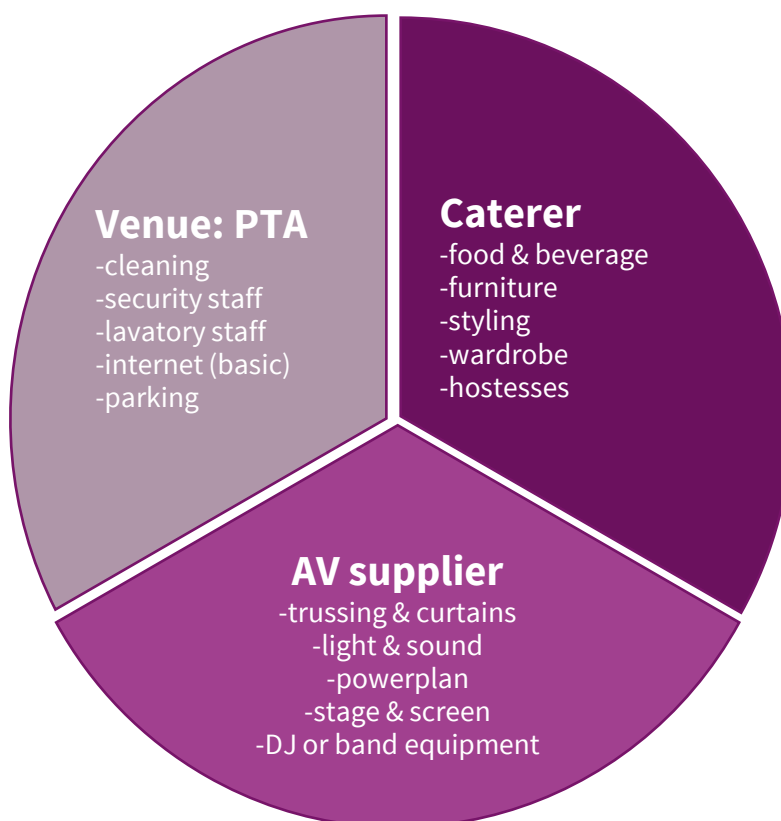 Venue: PTA
-cleaning
-security staff
-lavatory staff
-internet (basic)
-parking
Caterer
-food & beverage
-furniture
-styling
-wardrobe
-hostesses
AV supplier
-trussing & curtains
-light & sound
-powerplan
-stage & screen
-DJ or band equipment